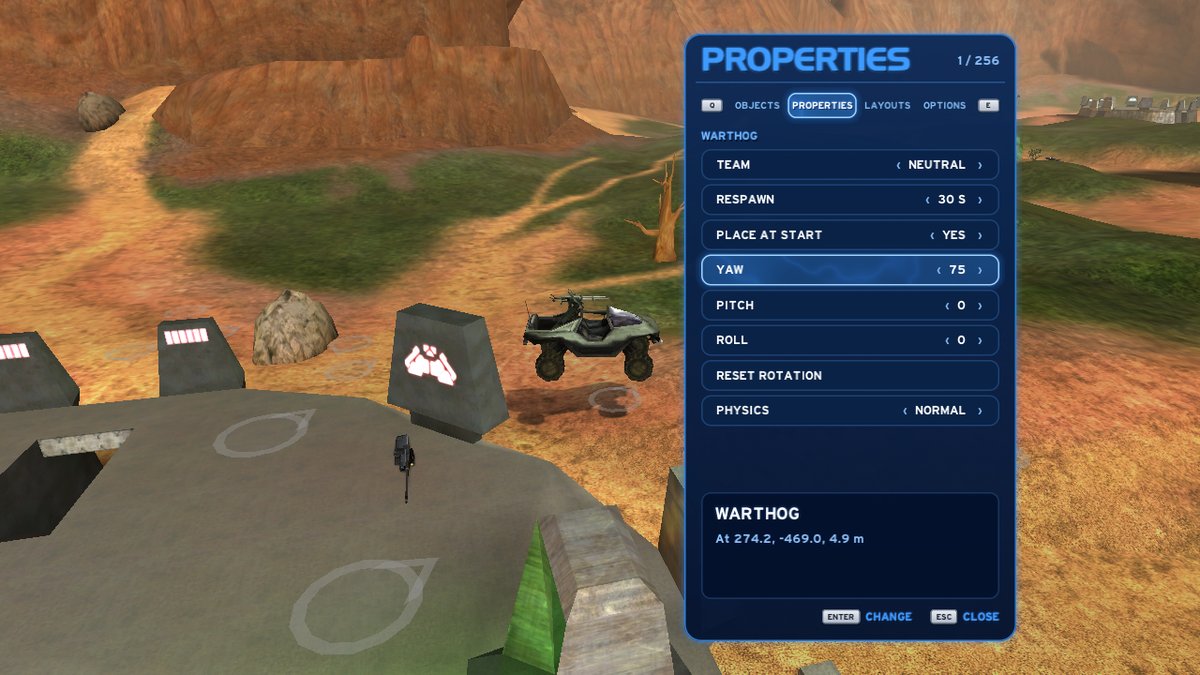 PROPERTIES 1 / 256
Q OBJECTS PROPERTIES LAYOUTS OPTIONS E
WARTHOG
TEAM ‹ NEUTRAL ›
RESPAWN ‹ 30 S ›
PLACE AT START ‹ YES ›
YAW ‹ 75 ›
PITCH ‹ 0 ›
ROLL ‹ 0 ›
RESET ROTATION
PHYSICS ‹ NORMAL ›
WARTHOG
At 274.2, -469.0, 4.9 m
ENTER CHANGE ESC CLOSE